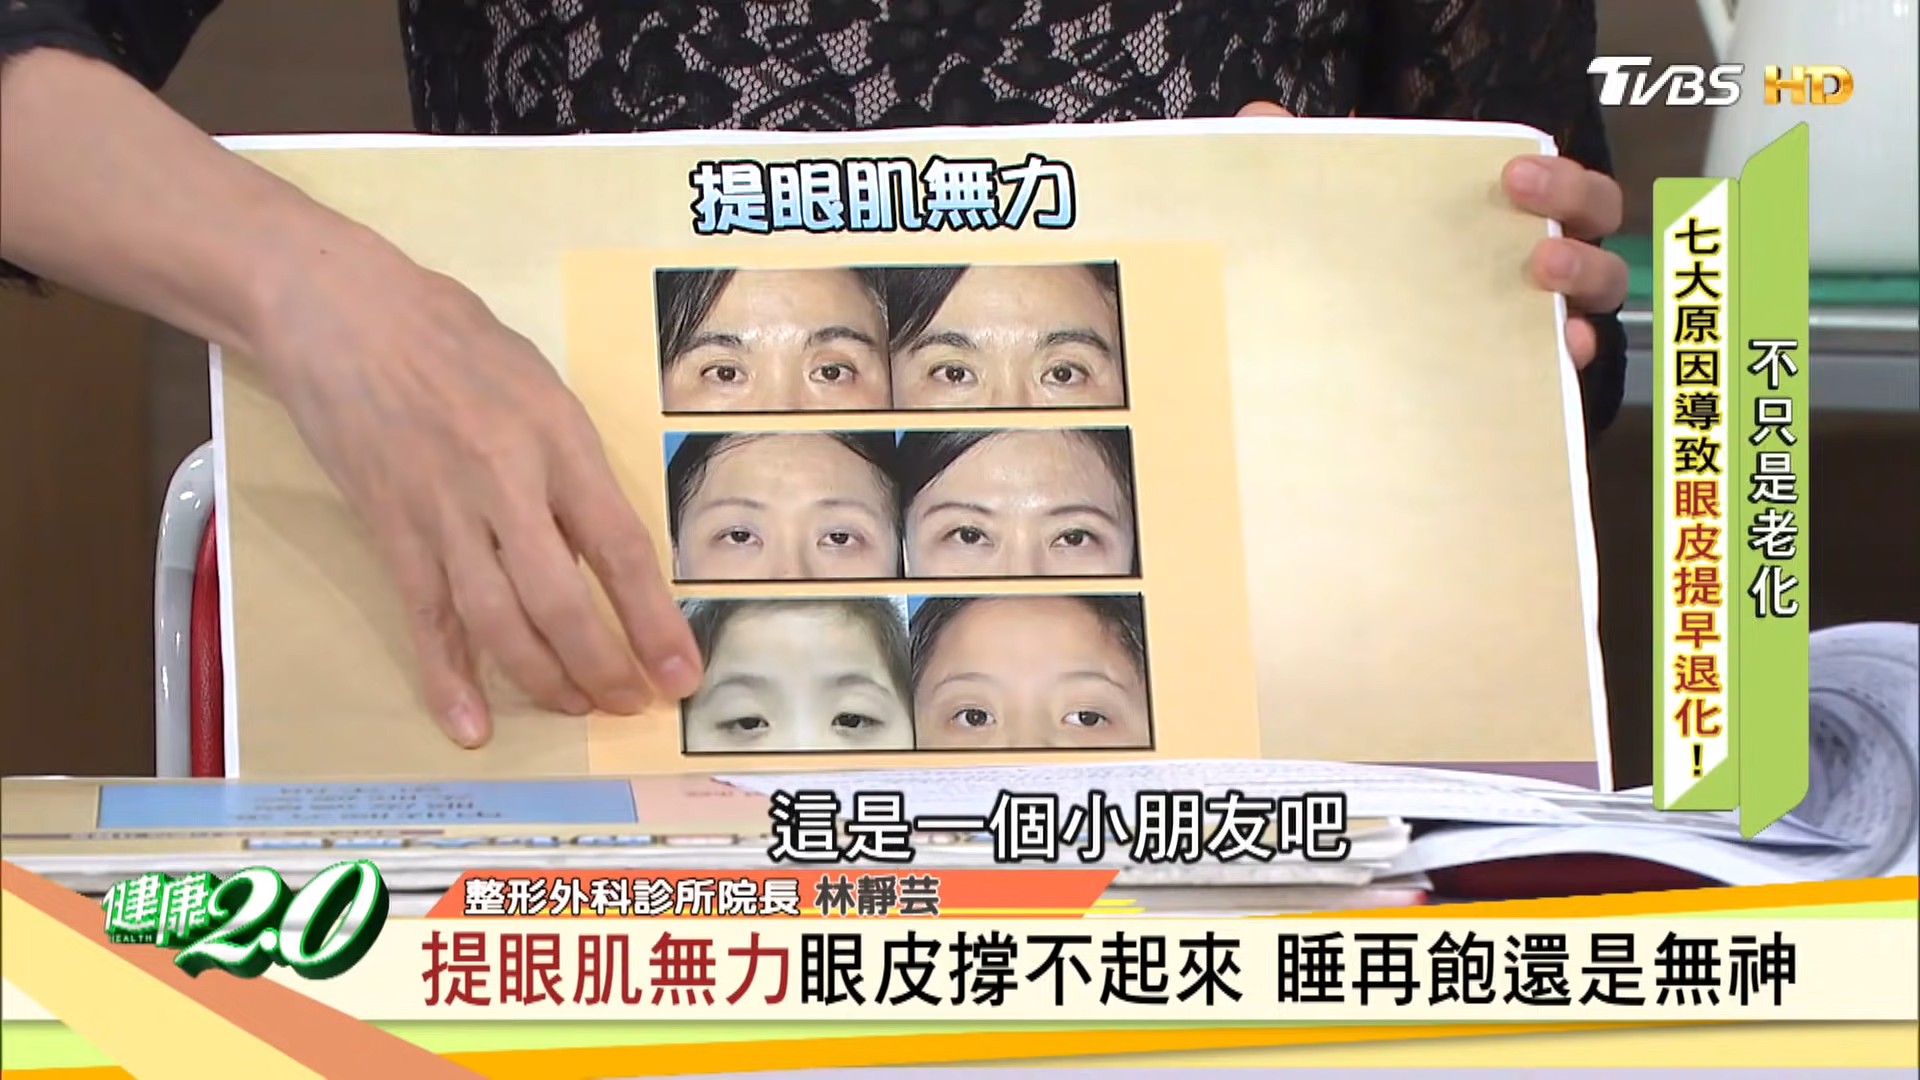 TVBS HD
提眼肌無力
不只是老化
七大原因導致眼皮提早退化！
這是一個小朋友吧
健康2.0
HEALTH
整形外科診所院長 林靜芸
提眼肌無力眼皮撐不起來 睡再飽還是無神